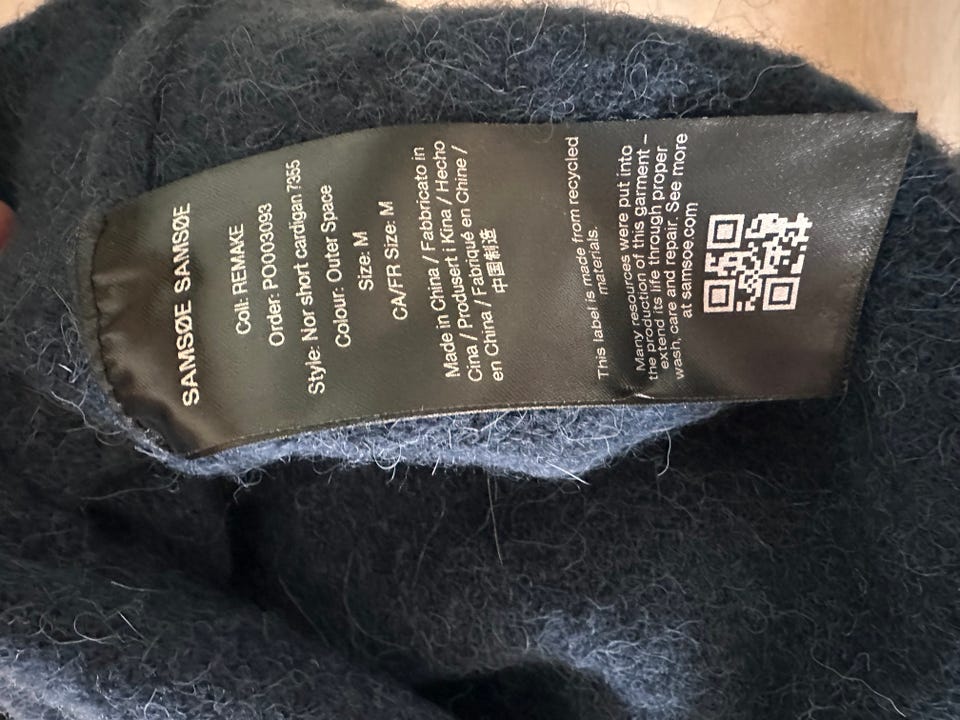 SAMSØE SAMSØE
Coll: REMAKE
Order: PO003093
Style: Nor short cardigan 7355
Colour: Outer Space
Size: M
CA/FR Size: M
Made in China / Fabbricato in
Cina / Produsert i Kina / Hecho
en China / Fabriqué en Chine /
中国制造
This label is made from recycled
materials.
Many resources were put into
the production of this garment –
extend its life through proper
wash, care and repair. See more
at samsoe.com